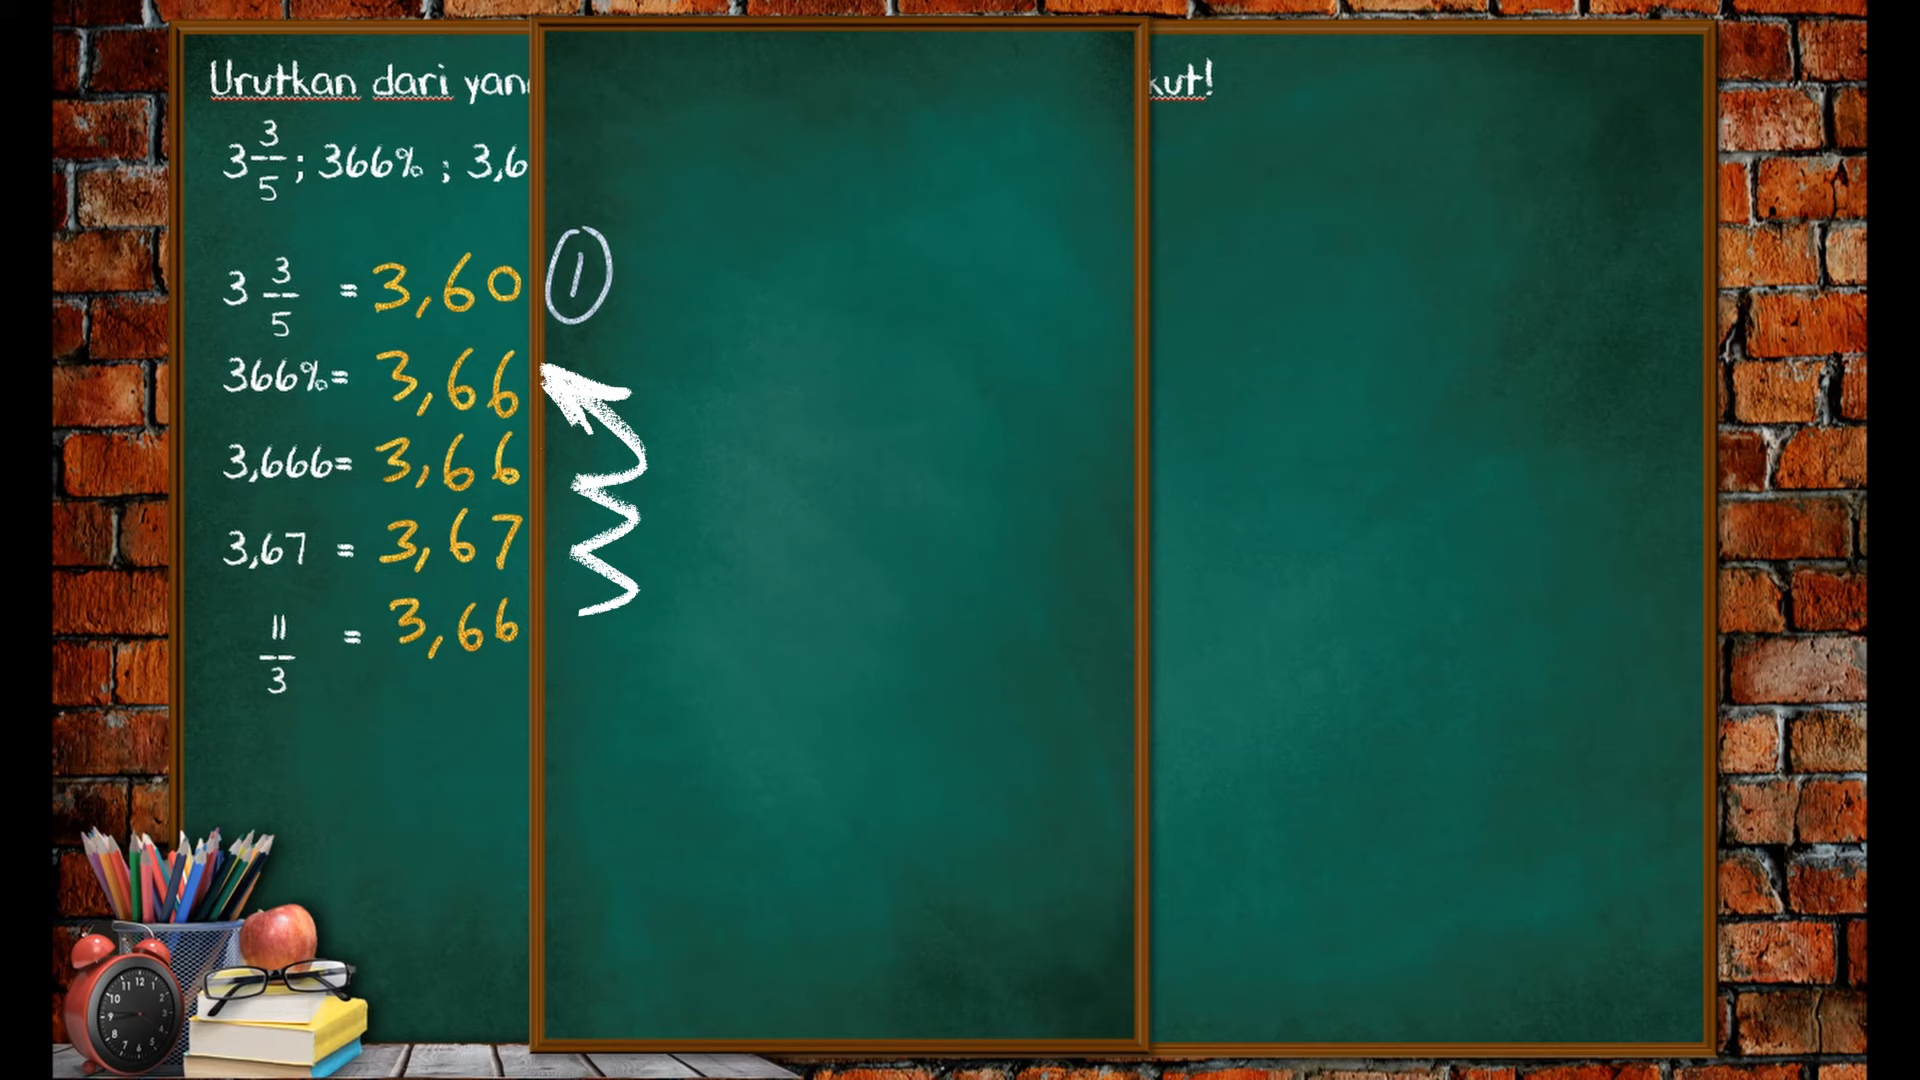 Urutkan dari kut!
3 3/5 ; 366% ; 3,6
3 3/5 = 3,60 1
366% = 3,66
3,666 = 3,66
3,67 = 3,67
11/3 = 3,66